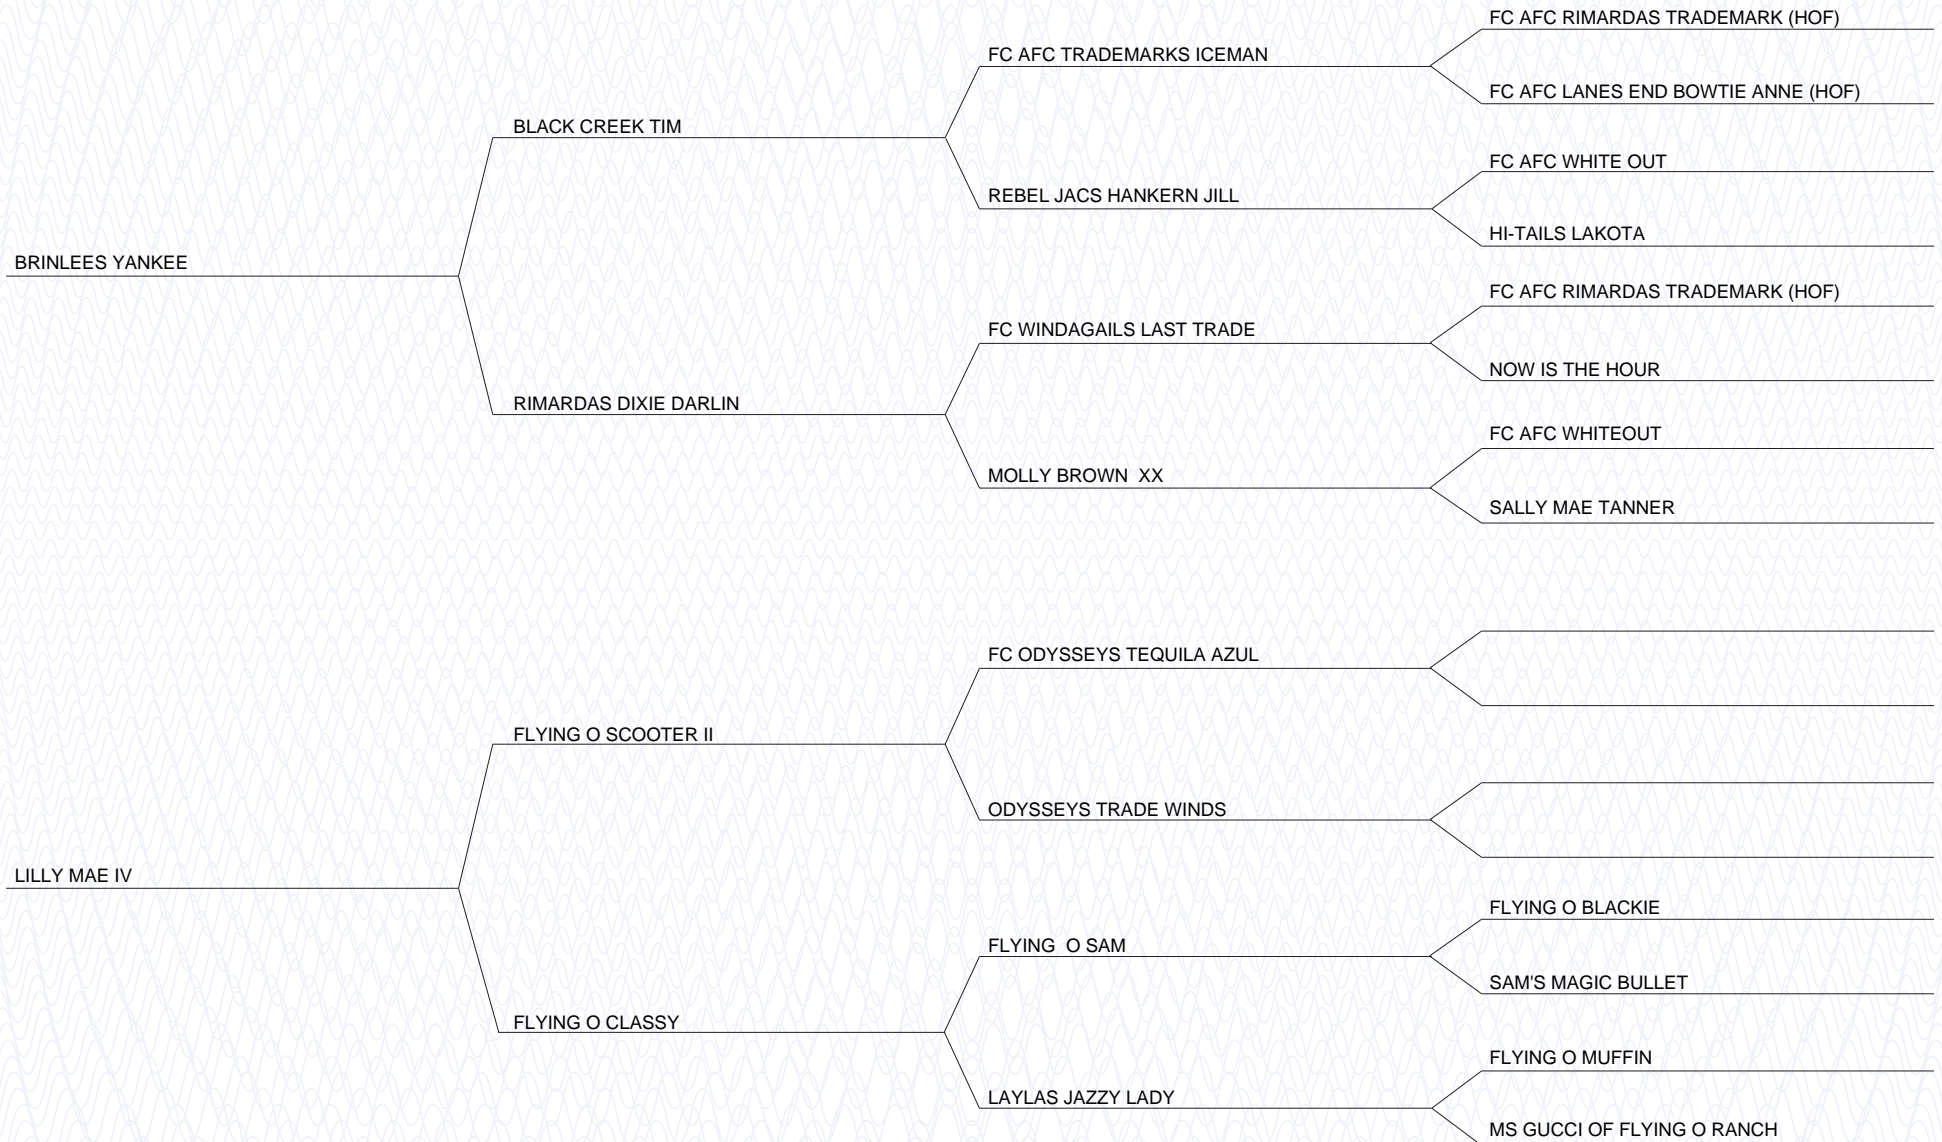 FC AFC RIMARDAS TRADEMARK (HOF)
FC AFC TRADEMARKS ICEMAN
FC AFC LANES END BOWTIE ANNE (HOF)
BLACK CREEK TIM
FC AFC WHITE OUT
REBEL JACS HANKERN JILL
HI-TAILS LAKOTA
BRINLEES YANKEE
FC AFC RIMARDAS TRADEMARK (HOF)
FC WINDAGAILS LAST TRADE
NOW IS THE HOUR
RIMARDAS DIXIE DARLIN
FC AFC WHITEOUT
MOLLY BROWN  XX
SALLY MAE TANNER
FC ODYSSEYS TEQUILA AZUL
FLYING O SCOOTER II
ODYSSEYS TRADE WINDS
LILLY MAE IV
FLYING O BLACKIE
FLYING  O SAM
SAM'S MAGIC BULLET
FLYING O CLASSY
FLYING O MUFFIN
LAYLAS JAZZY LADY
MS GUCCI OF FLYING O RANCH